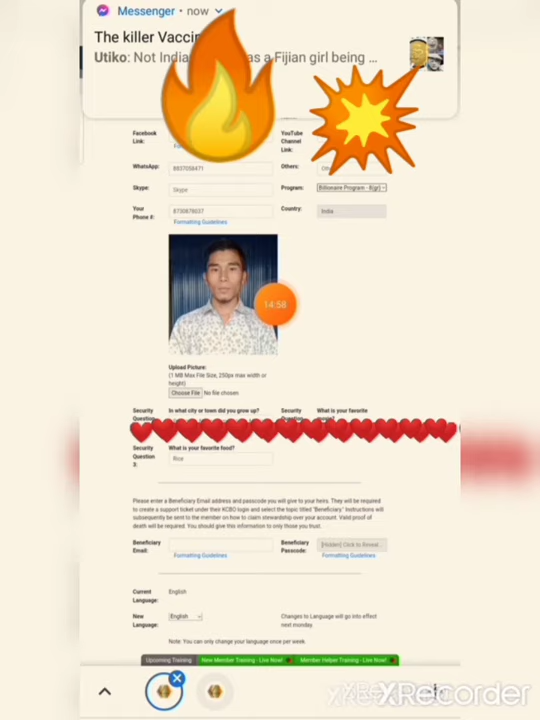 Messenger • now
The killer Vaccin
Utiko: Not India as a Fijian girl being ...
Facebook Link:
YouTube Channel Link:
WhatsApp:
8837058471
Others:
Skype:
Skype
Program:
Billionaire Program - B(gr)
Your Phone #:
8730878037
Country:
India
Formatting Guidelines
14:58
Upload Picture:
(1 MB Max File Size, 250px max width or
height)
Choose File No file chosen
Security Question
In what city or town did you grow up?
Security
What is your favorite
Security Question 3:
What is your favorite food?
Rice
Please enter a Beneficiary Email address and passcode you will give to your heirs. They will be required
to create a support ticket under their KCBO login and select the topic titled "Beneficiary." Instructions will
subsequently be sent to the member on how to claim stewardship over your account. Valid proof of
death will be required. You should give this information to only those you trust.
Beneficiary Email:
Beneficiary Passcode:
[Hidden] Click to Reveal...
Formatting Guidelines
Formatting Guidelines
Current Language:
English
New Language:
English
Changes to Language will go into effect
next monday.
Note: You can only change your language once per week.
Upcoming Training
New Member Training - Live Now!
Member Helper Training - Live Now!
XRecorder